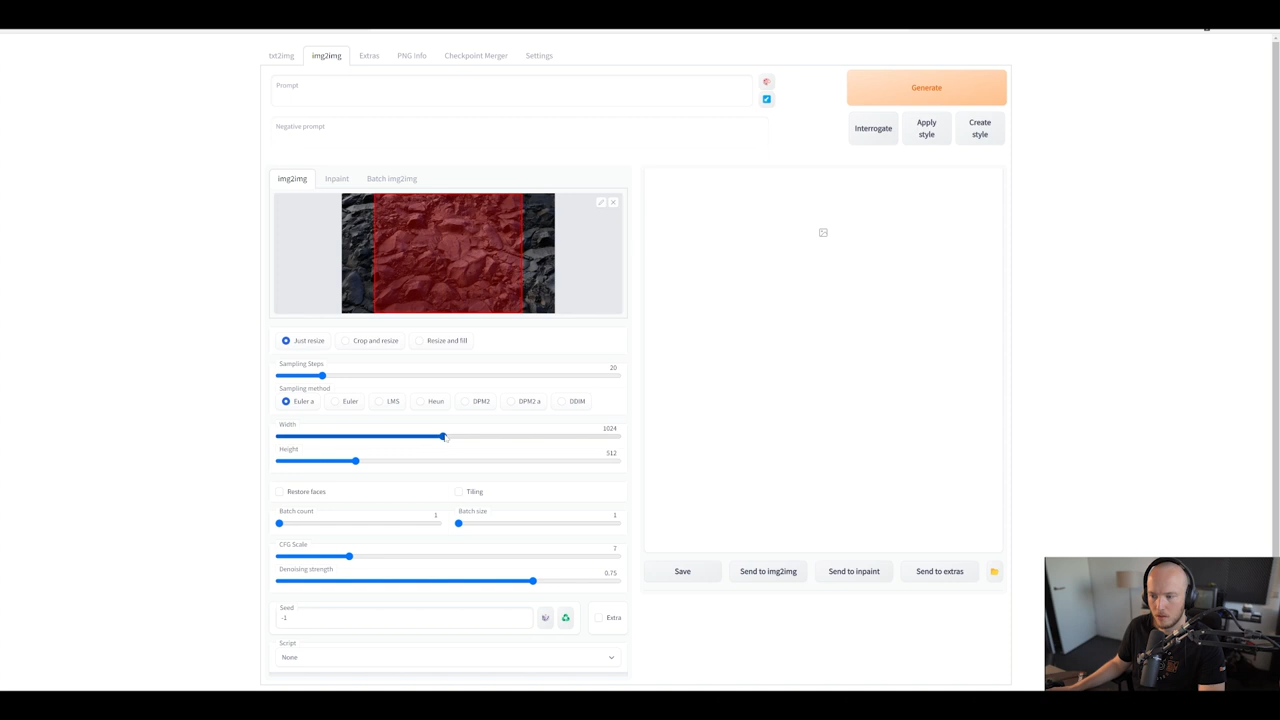 txt2img img2img Extras PNG Info Checkpoint Merger Settings
Prompt
Generate
Negative prompt
Interrogate Apply style Create style
img2img Inpaint Batch img2img
Just resize Crop and resize Resize and fill
Sampling Steps 20
Sampling method
Euler a Euler LMS Heun DPM2 DPM2 a DDIM
Width 1024
Height 512
Restore faces Tiling
Batch count 1 Batch size 1
CFG Scale 7
Denoising strength 0,75
Save Send to img2img Send to inpaint Send to extras
Seed
-1
Extra
Script
None